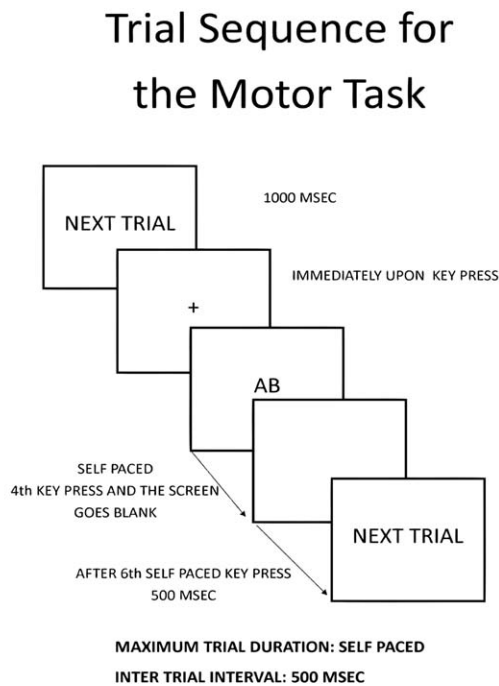 Trial Sequence for
the Motor Task
NEXT TRIAL
1000 MSEC
+
IMMEDIATELY UPON KEY PRESS
AB
SELF PACED
4th KEY PRESS AND THE SCREEN
GOES BLANK
NEXT TRIAL
AFTER 6th SELF PACED KEY PRESS
500 MSEC
MAXIMUM TRIAL DURATION: SELF PACED
INTER TRIAL INTERVAL: 500 MSEC